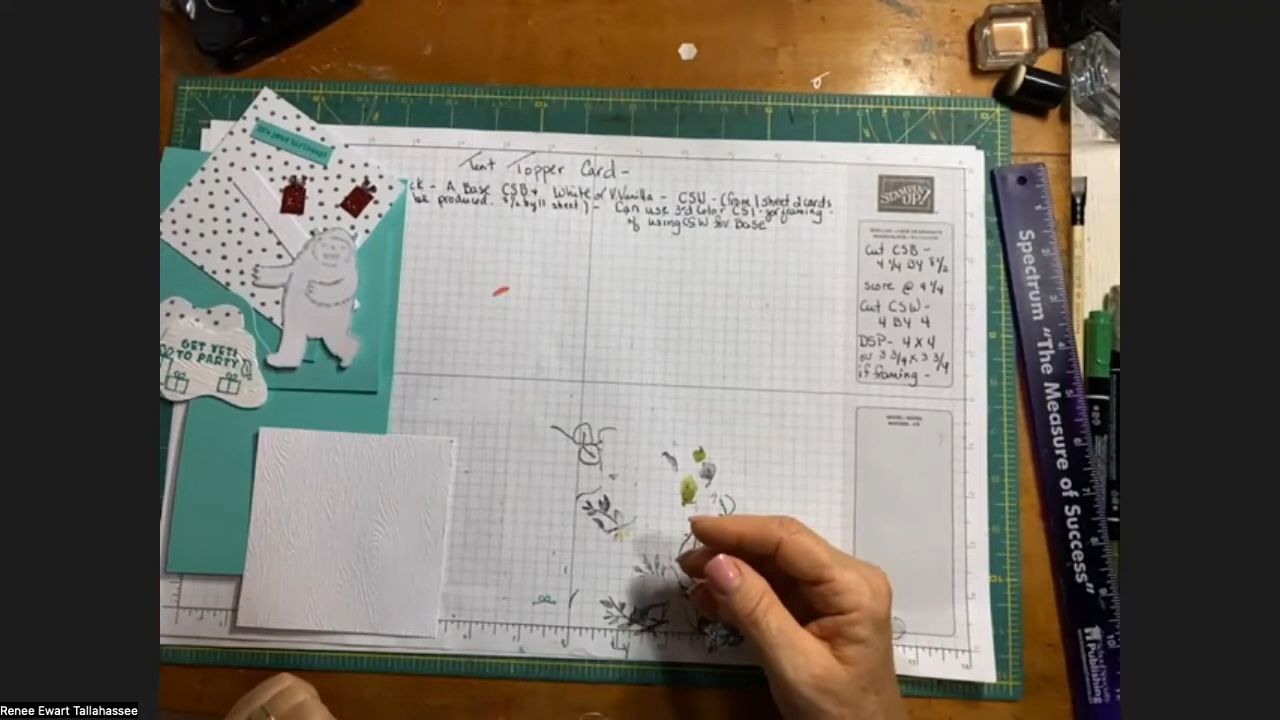 Tent Topper Card -
ck - A Base CSB + White or V. Vanilla - CSW - (from 1 sheet 2 cards
be produced. 8½ by 11 sheet) - Can use 3rd Color CS1 - for framing -
if using CSW for Base
STAMPIN' UP!
Cut CSB -
4 1/4 BY 8 1/2
score @ 4 1/4
Cut CSW -
4 BY 4
DSP - 4 X 4
or 3 3/4 X 3 3/4
if framing -
GET YETI
TO PARTY
Spectrum "The Measure of Success"
Publishing
Renee Ewart Tallahassee